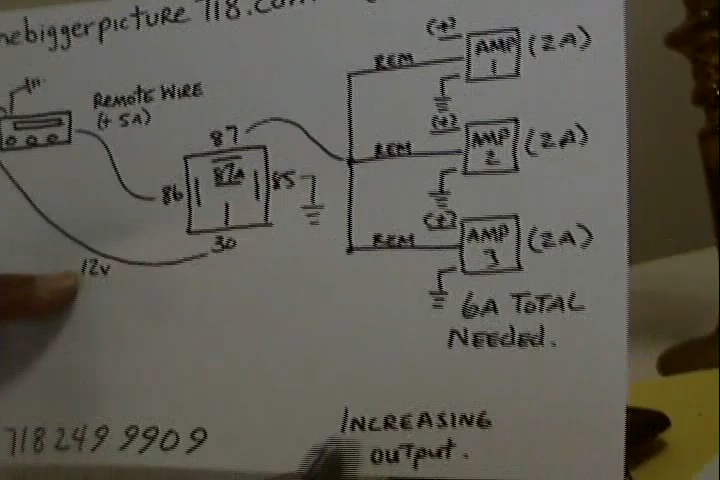 nebiggerpicture 718.com
REMOTE WIRE
(+ 5A)
87
87A
86
85
30
12V
REM
(+)
AMP
1
(2A)
REM
(+)
AMP
2
(2A)
REM
(+)
AMP
3
(2A)
6A TOTAL
NEEDED.
718 249 9909
INCREASING
OUTPUT.